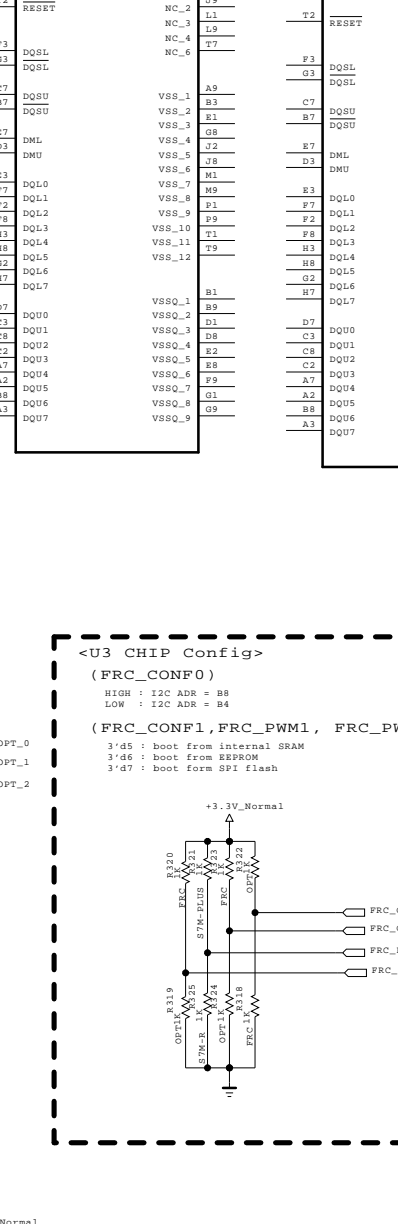 RESET
NC_2
NC_3
L1
NC_4
L9
NC_6
T7
DQSL
DQSL
DQSU
DQSU
DML
DMU
DQL0
DQL1
DQL2
DQL3
DQL4
DQL5
DQL6
DQL7
DQU0
DQU1
DQU2
DQU3
DQU4
DQU5
DQU6
DQU7
VSS_1 A9
VSS_2 B3
VSS_3 E1
VSS_4 G8
VSS_5 J2
VSS_6 J8
VSS_7 M1
VSS_8 M9
VSS_9 P1
VSS_10 P9
VSS_11 T1
VSS_12 T9
VSSQ_1 B1
VSSQ_2 B9
VSSQ_3 D1
VSSQ_4 D8
VSSQ_5 E2
VSSQ_6 E8
VSSQ_7 F9
VSSQ_8 G1
VSSQ_9 G9
T2 RESET
F3 DQSL
G3 DQSL
C7 DQSU
B7 DQSU
E7 DML
D3 DMU
E3 DQL0
F7 DQL1
F2 DQL2
F8 DQL3
H3 DQL4
H8 DQL5
G2 DQL6
H7 DQL7
D7 DQU0
C3 DQU1
C8 DQU2
C2 DQU3
A7 DQU4
A2 DQU5
B8 DQU6
A3 DQU7
<U3 CHIP Config>
(FRC_CONF0)
HIGH : I2C ADR = B8
LOW : I2C ADR = B4
(FRC_CONF1,FRC_PWM1, FRC_PW
3'd5 : boot from internal SRAM
3'd6 : boot from EEPROM
3'd7 : boot form SPI flash
OPT_0
OPT_1
OPT_2
+3.3V_Normal
R320 1K FRC
R321 1K S7M-PLUS
R323 1K FRC
R322 1K OPT
FRC_
FRC_
FRC_
FRC_
R319 1K OPT
R325 1K S7M-R
R324 1K OPT
R318 1K FRC
Normal